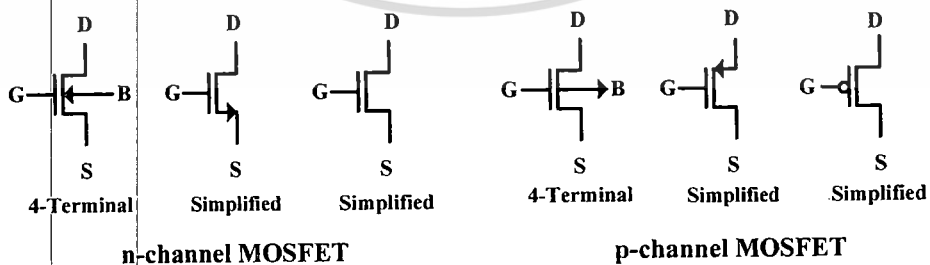 D D D D D D
G B G G G B G G
S S S S S S
4-Terminal Simplified Simplified 4-Terminal Simplified Simplified
n-channel MOSFET p-channel MOSFET